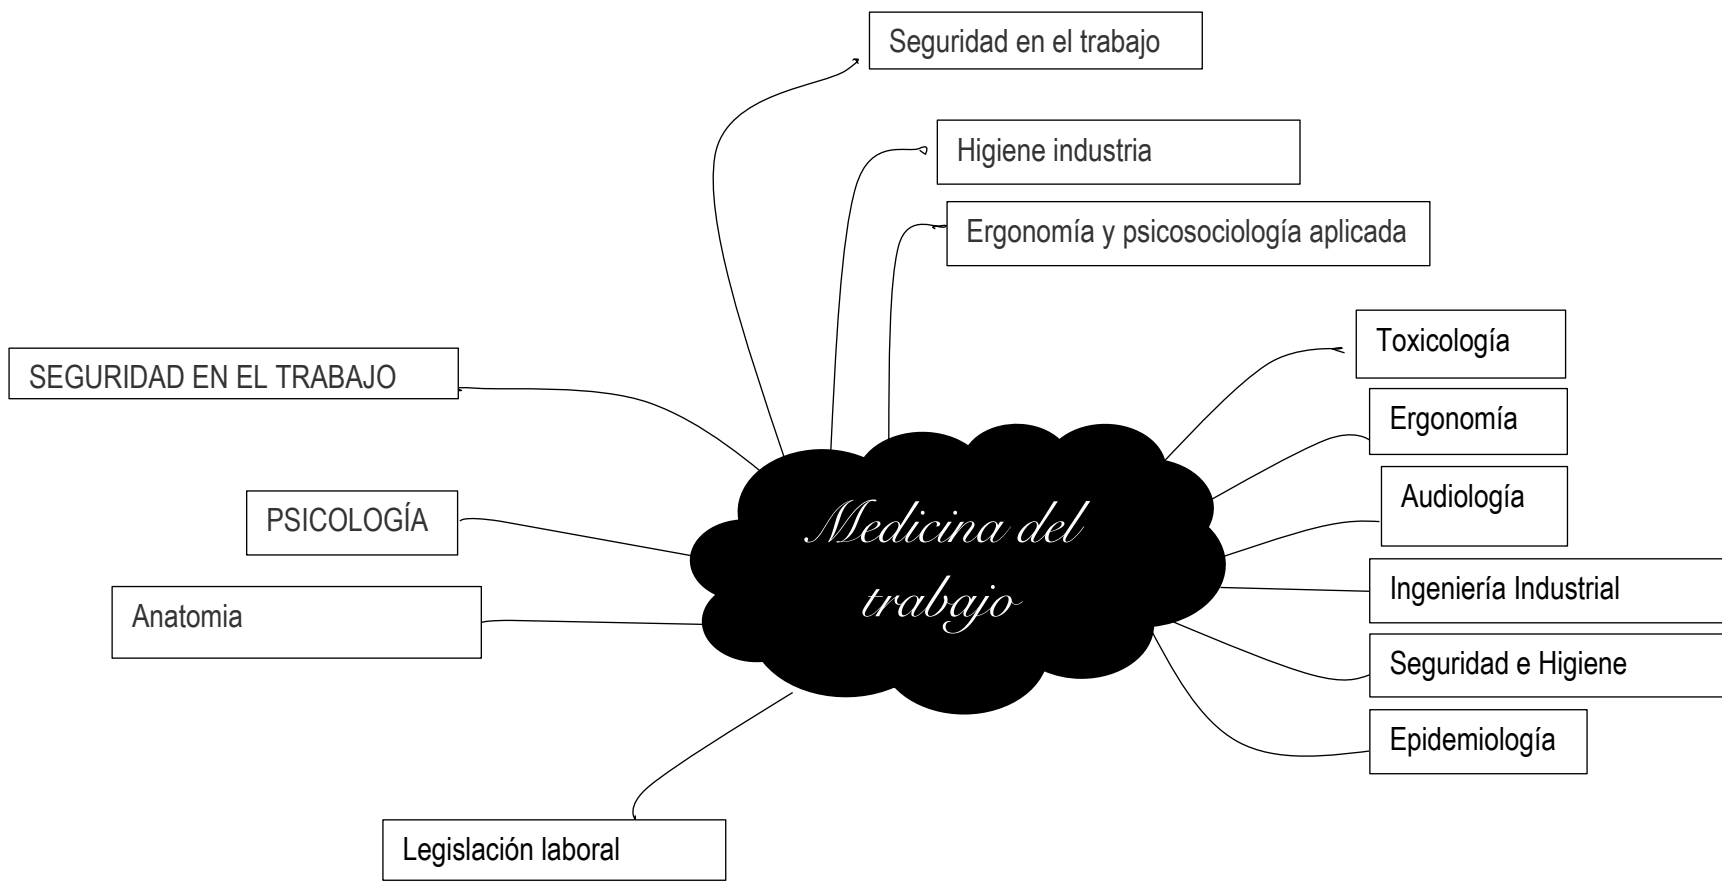 Seguridad en el trabajo
Higiene industria
Ergonomía y psicosociología aplicada
Toxicología
SEGURIDAD EN EL TRABAJO
Ergonomía
Audiología
PSICOLOGÍA
Medicina del
trabajo
Ingeniería Industrial
Anatomia
Seguridad e Higiene
Epidemiología
Legislación laboral